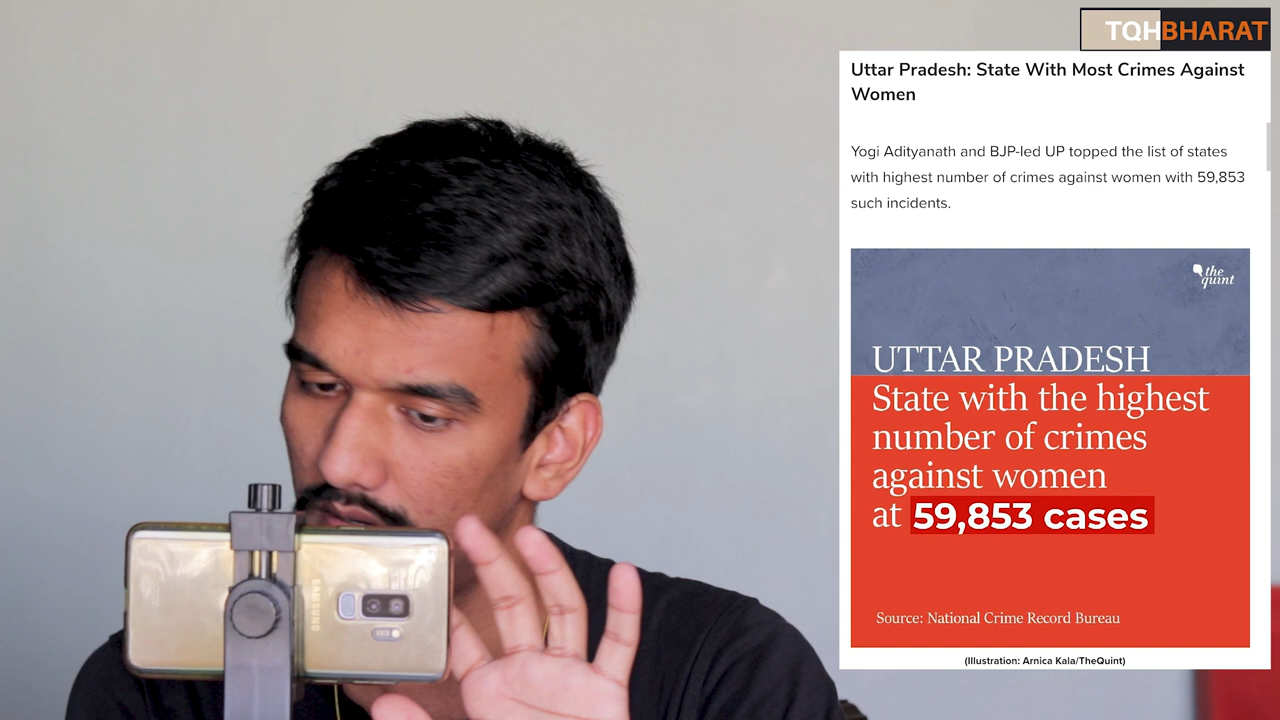 TQHBHARAT
Uttar Pradesh: State With Most Crimes Against
Women
Yogi Adityanath and BJP-led UP topped the list of states
with highest number of crimes against women with 59,853
such incidents.
the
quint
UTTAR PRADESH
State with the highest
number of crimes
against women
at 59,853 cases
Source: National Crime Record Bureau
(Illustration: Arnica Kala/TheQuint)
SAMSUNG